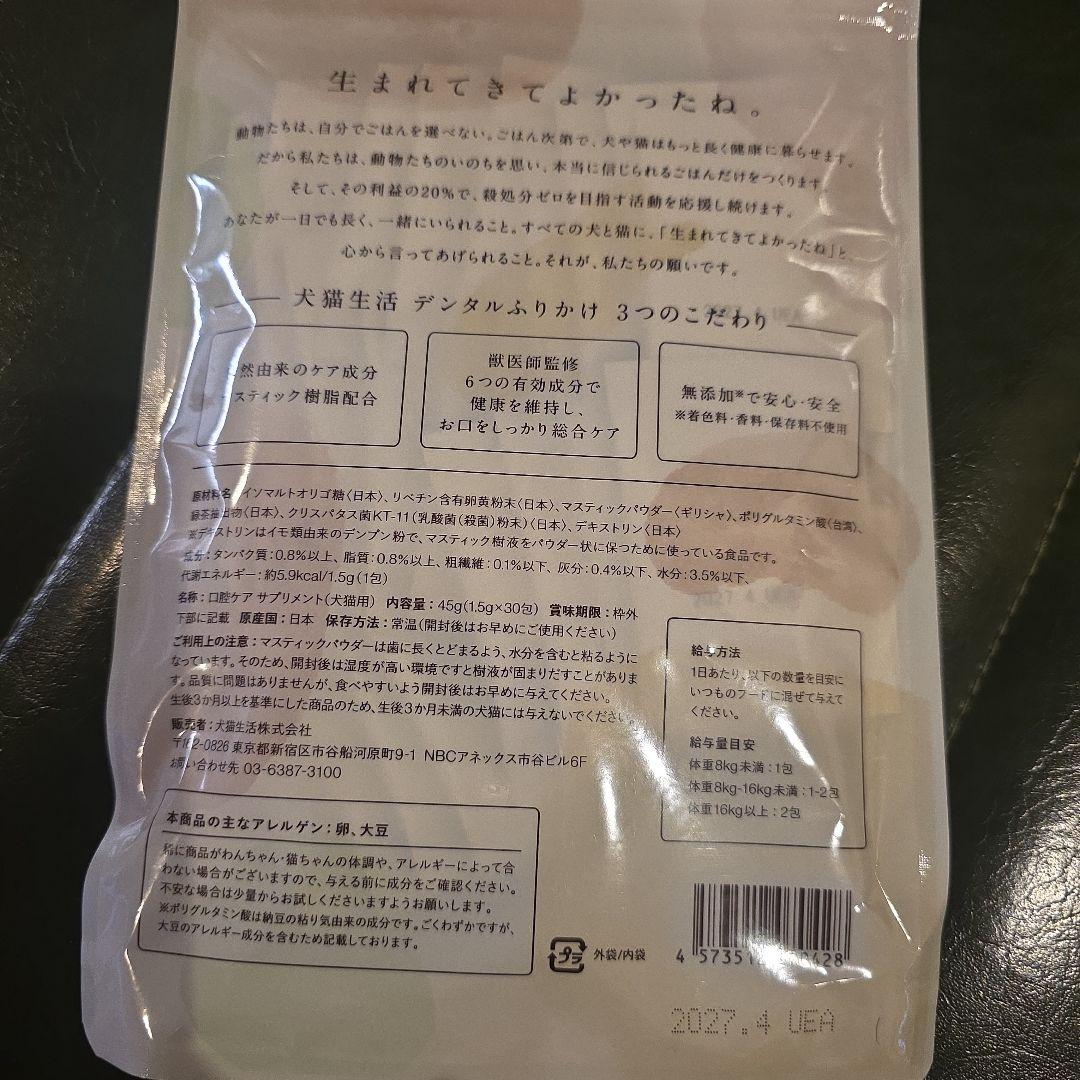 生まれてきてよかったね。
動物たちは、自分でごはんを選べない。ごはん次第で、犬や猫はもっと長く健康に暮らせます。
だから私たちは、動物たちのいのちを思い、本当に信じられるごはんだけをつくります。
そして、その利益の20%で、殺処分ゼロを目指す活動を応援し続けます。
あなたが一日でも長く、一緒にいられること。すべての犬と猫に、「生まれてきてよかったね」と、
心から言ってあげられること。それが、私たちの願いです。
犬猫生活 デンタルふりかけ 3つのこだわり
然由来のケア成分
スティック樹脂配合
獣医師監修
6つの有効成分で
健康を維持し、
お口をしっかり総合ケア
無添加※で安心・安全
※着色料・香料・保存料不使用
原材料名:イソマルトオリゴ糖〈日本〉、リベチン含有卵黄粉末〈日本〉、マスティックパウダー〈ギリシャ〉、ポリグルタミン酸〈台湾〉、
緑茶抽出物〈日本〉、クリスパタス菌KT-11(乳酸菌(殺菌)粉末)〈日本〉、デキストリン〈日本〉
※デキストリンはイモ類由来のデンプン粉で、マスティック樹液をパウダー状に保つために使っている食品です。
成分:タンパク質:0.8%以上、脂質:0.8%以上、粗繊維:0.1%以下、灰分:0.4%以下、水分:3.5%以下、
代謝エネルギー:約5.9kcal/1.5g(1包)
名称:口腔ケア サプリメント(犬猫用) 内容量:45g(1.5g×30包) 賞味期限:枠外
下部に記載 原産国:日本 保存方法:常温(開封後はお早めにご使用ください)
ご利用上の注意:マスティックパウダーは歯に長くとどまるよう、水分を含むと粘るように
なっています。そのため、開封後は湿度が高い環境ですと樹液が固まりだすことがありま
す。品質に問題はありませんが、食べやすいよう開封後はお早めに与えてください。
生後3か月以上を基準にした商品のため、生後3か月未満の犬猫には与えないでください。
販売者:犬猫生活株式会社
〒162-0826 東京都新宿区市谷船河原町9-1 NBCアネックス市谷ビル6F
お問い合わせ先 03-6387-3100
給与方法
1日あたり、以下の数量を目安に
いつものフードに混ぜて与えて
ください。
給与量目安
体重8kg未満:1包
体重8kg-16kg未満:1-2包
体重16kg以上:2包
本商品の主なアレルゲン:卵、大豆
稀に商品がわんちゃん・猫ちゃんの体調や、アレルギーによって合
わない場合がございますので、与える前に成分をご確認ください。
不安な場合は少量からお試しくださいますようお願いします。
※ポリグルタミン酸は納豆の粘り気由来の成分です。ごくわずかですが、
大豆のアレルギー成分を含むため記載しております。
プラ
外袋/内袋
4 57351 0428
2027.4 UEA